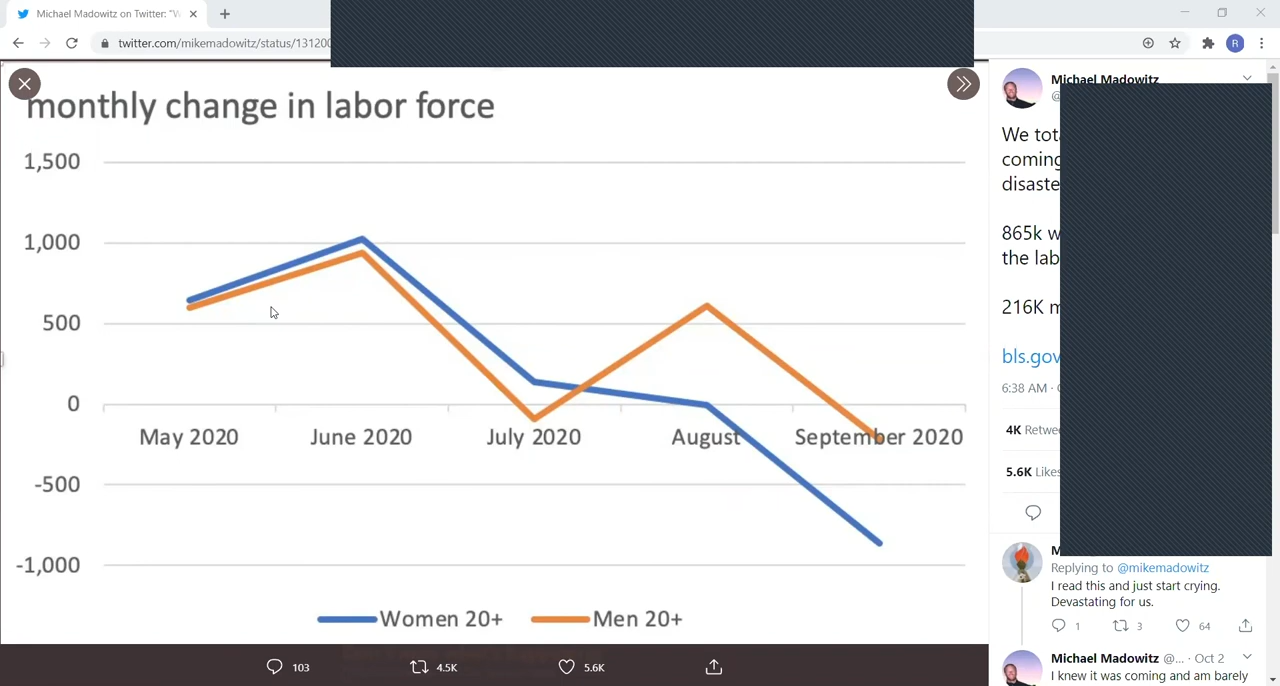 Michael Madowitz on Twitter: "W
twitter.com/mikemadowitz/status/131200
R
monthly change in labor force
1,500
1,000
500
0
-500
-1,000
May 2020
June 2020
July 2020
August
September 2020
Women 20+
Men 20+
103
4.5K
5.6K
Michael Madowitz
@
We tot
coming
disaste
865k w
the lab
216K m
bls.gov
6:38 AM ·
4K Retwe
5.6K Likes
M
Replying to @mikemadowitz
I read this and just start crying.
Devastating for us.
1
3
64
Michael Madowitz @... · Oct 2
I knew it was coming and am barely